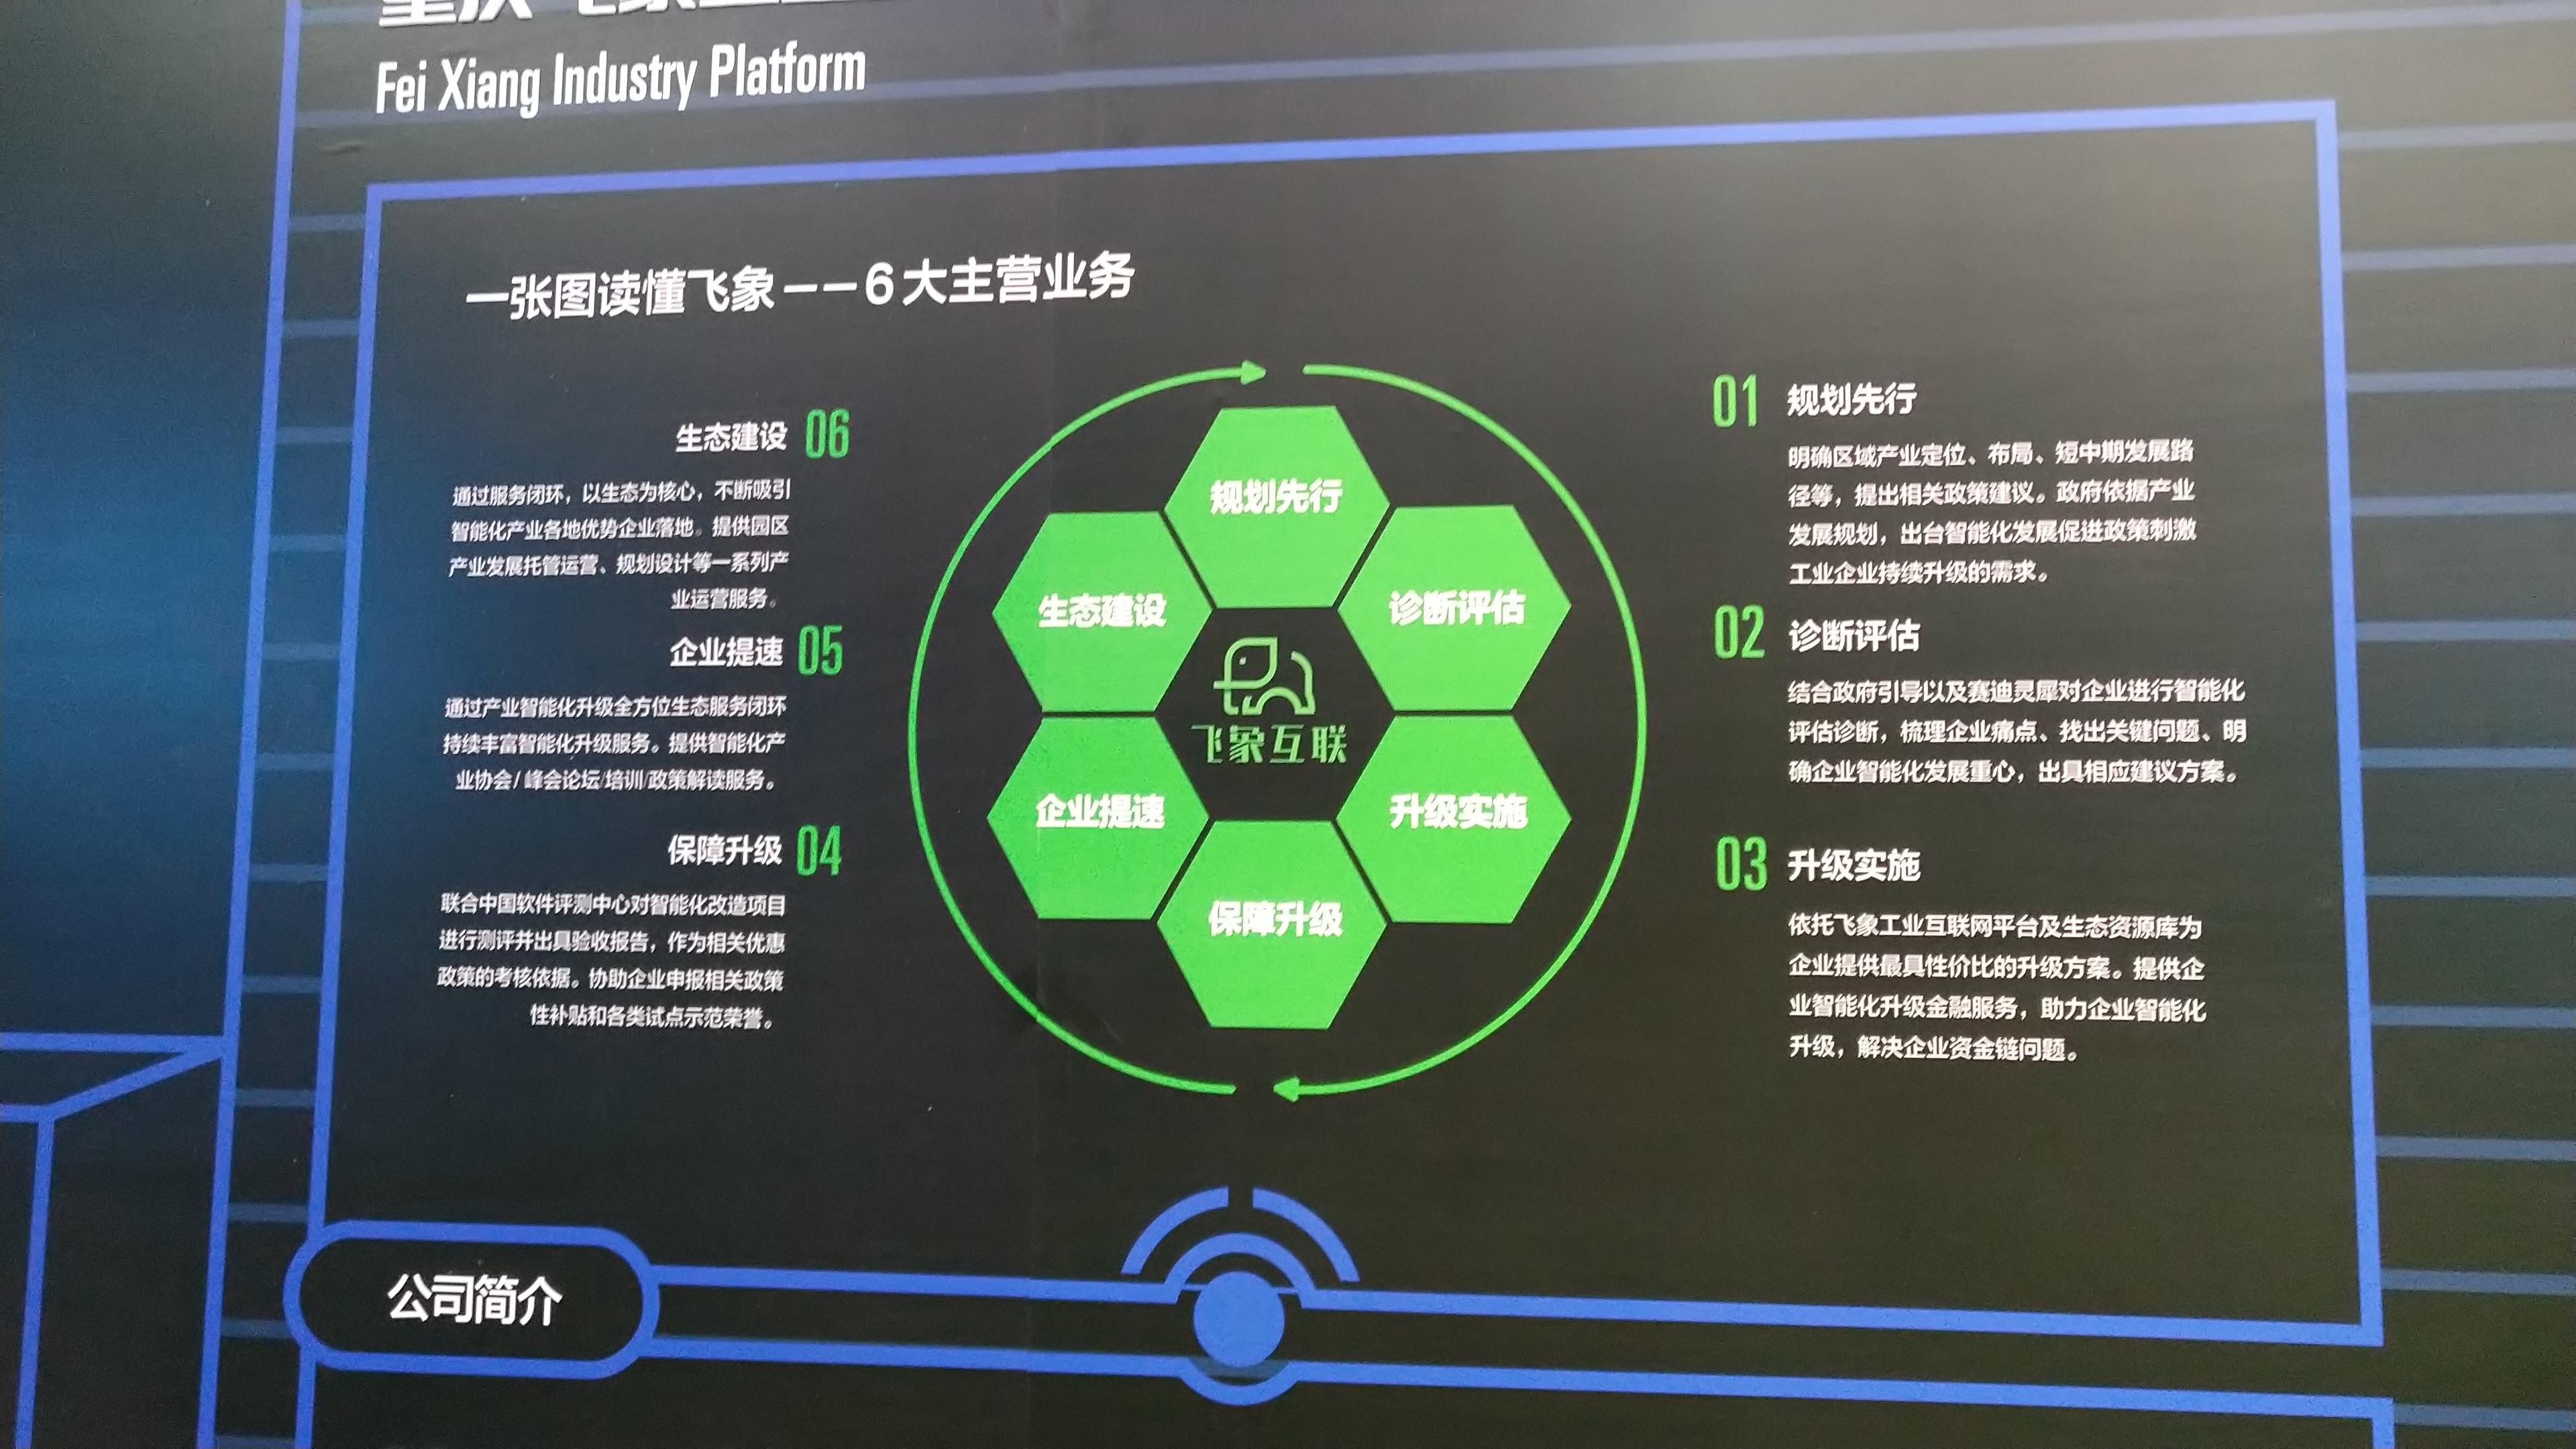 Fei Xiang Industry Platform
一张图读懂飞象——6大主营业务
01 规划先行
明确区域产业定位、布局、短中期发展路
径等，提出相关政策建议。政府依据产业
发展规划，出台智能化发展促进政策刺激
工业企业持续升级的需求。
02 诊断评估
结合政府引导以及赛迪灵犀对企业进行智能化
评估诊断，梳理企业痛点、找出关键问题、明
确企业智能化发展重心，出具相应建议方案。
03 升级实施
依托飞象工业互联网平台及生态资源库为
企业提供最具性价比的升级方案。提供企
业智能化升级金融服务，助力企业智能化
升级，解决企业资金链问题。
保障升级 04
联合中国软件评测中心对智能化改造项目
进行测评并出具验收报告，作为相关优惠
政策的考核依据。协助企业申报相关政策
性补贴和各类试点示范荣誉。
企业提速 05
通过产业智能化升级全方位生态服务闭环
持续丰富智能化升级服务。提供智能化产
业协会/峰会论坛/培训/政策解读服务。
生态建设 06
通过服务闭环，以生态为核心，不断吸引
智能化产业各地优势企业落地。提供园区
产业发展托管运营、规划设计等一系列产
业运营服务。
规划先行
诊断评估
升级实施
保障升级
企业提速
生态建设
飞象互联
公司简介